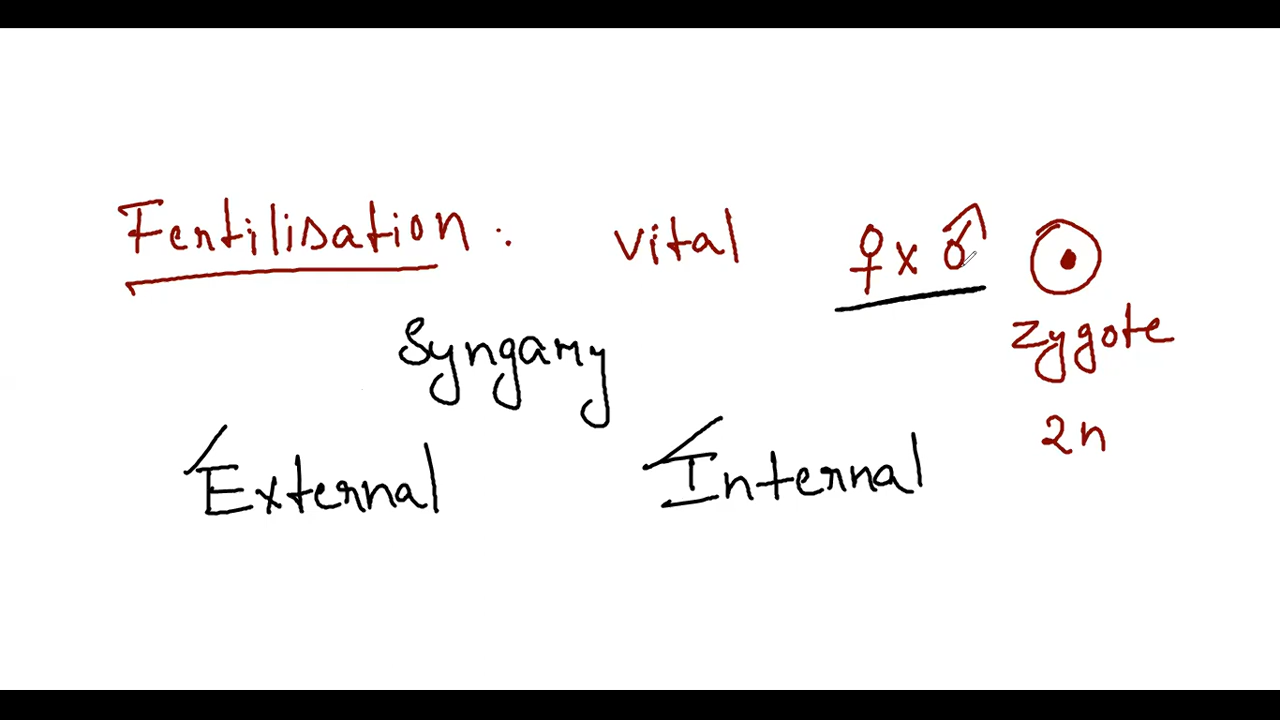 Fertilisation : vital ♀ x ♂
Syngamy
zygote
External Internal
2n